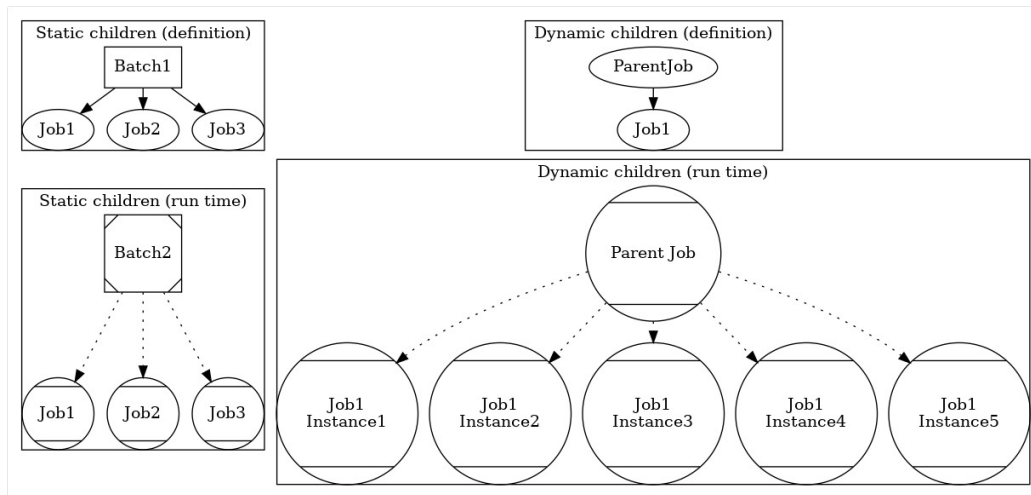 Static children (definition)
Batch1
Job1
Job2
Job3
Dynamic children (definition)
ParentJob
Job1
Static children (run time)
Batch2
Job1
Job2
Job3
Dynamic children (run time)
Parent Job
Job1
Instance1
Job1
Instance2
Job1
Instance3
Job1
Instance4
Job1
Instance5